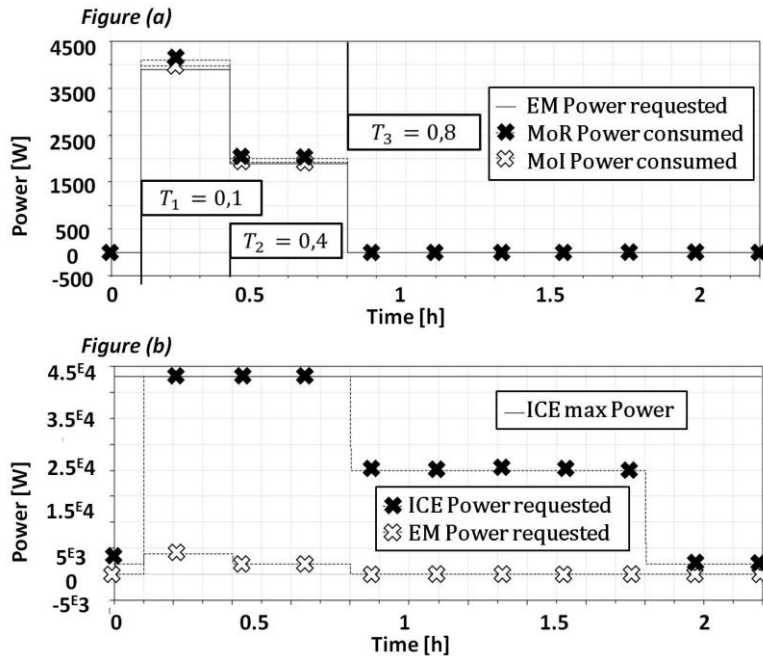 Figure (a)
4500
3500
2500
1500
500
0
-500
Power [W]
T₁ = 0,1
T₂ = 0,4
T₃ = 0,8
EM Power requested
MoR Power consumed
MoI Power consumed
0 0.5 1 1.5 2
Time [h]
Figure (b)
4.5ᴱ4
3.5ᴱ4
2.5ᴱ4
1.5ᴱ4
5ᴱ3
0
-5ᴱ3
Power [W]
ICE max Power
ICE Power requested
EM Power requested
0 0.5 1 1.5 2
Time [h]